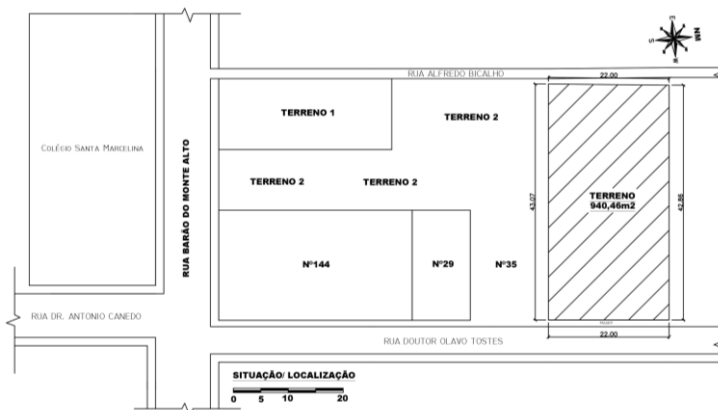 E
NM
S
W
RUA ALFREDO BICALHO
22.00
TERRENO 1
TERRENO 2
COLÉGIO SANTA MARCELINA
RUA BARÃO DO MONTE ALTO
TERRENO 2
TERRENO 2
43.07
TERRENO
940,46m2
42.86
Nº144
Nº29
Nº35
RUA DR. ANTONIO CANEDO
22.00
RUA DOUTOR OLAVO TOSTES
SITUAÇÃO/ LOCALIZAÇÃO
0 5 10 20